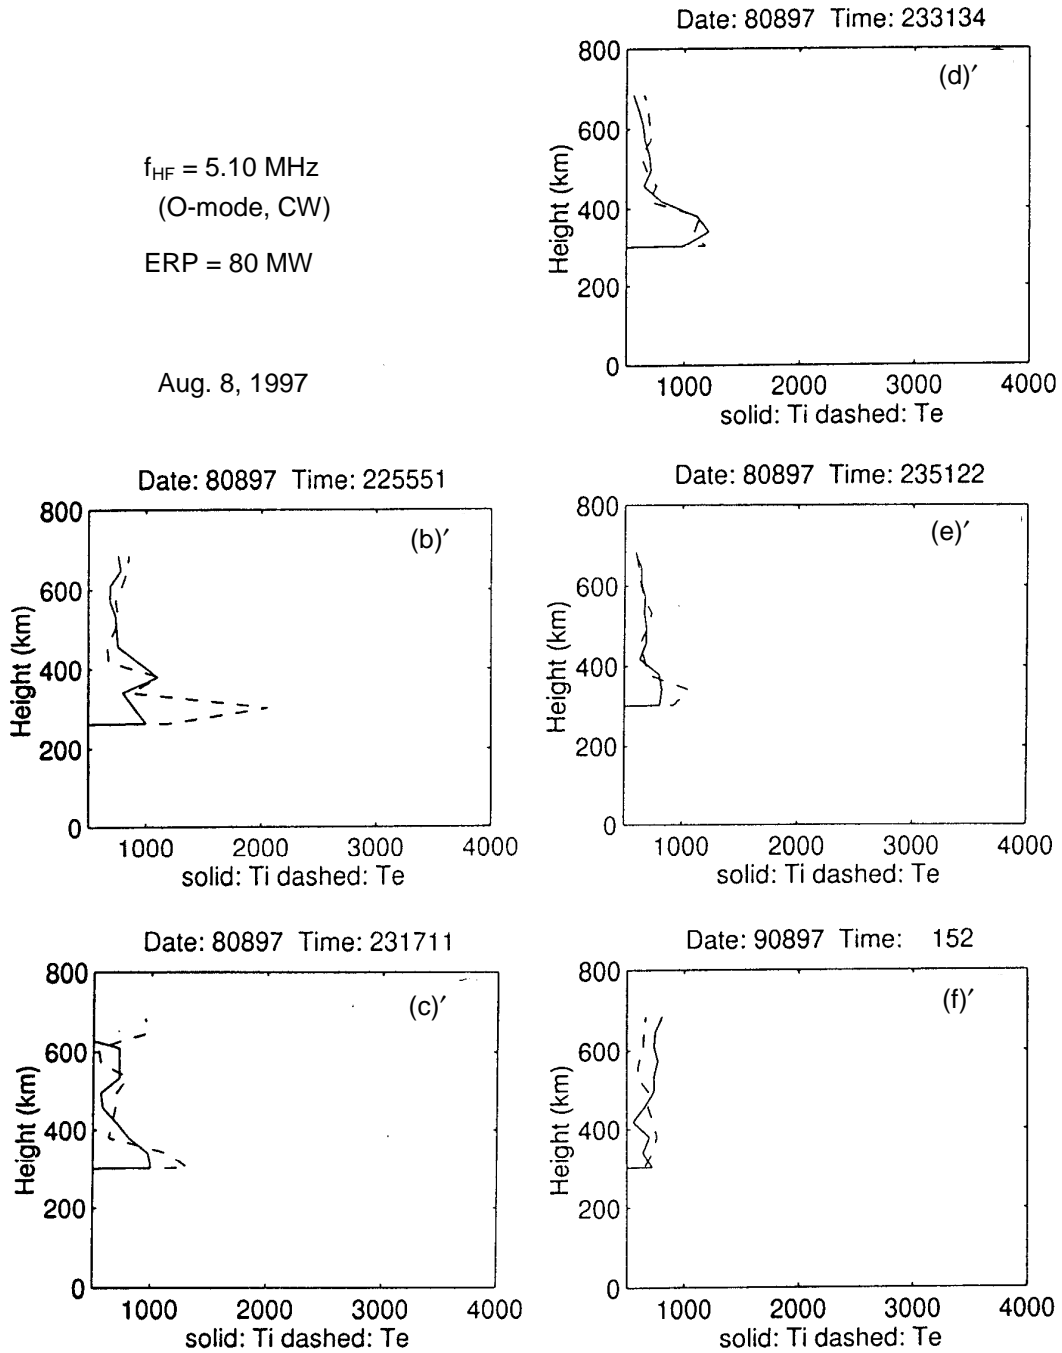 Date: 80897 Time: 233134
(d)′
800
600
400
200
0
Height (km)
1000 2000 3000 4000
solid: Ti dashed: Te
f_HF = 5.10 MHz
(O-mode, CW)
ERP = 80 MW
Aug. 8, 1997
Date: 80897 Time: 225551
(b)′
800
600
400
200
0
Height (km)
1000 2000 3000 4000
solid: Ti dashed: Te
Date: 80897 Time: 235122
(e)′
800
600
400
200
0
Height (km)
1000 2000 3000 4000
solid: Ti dashed: Te
Date: 80897 Time: 231711
(c)′
800
600
400
200
0
Height (km)
1000 2000 3000 4000
solid: Ti dashed: Te
Date: 90897 Time: 152
(f)′
800
600
400
200
0
Height (km)
1000 2000 3000 4000
solid: Ti dashed: Te